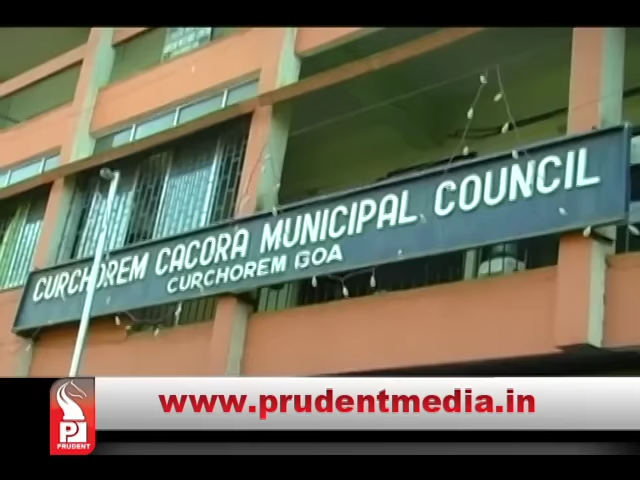 CURCHOREM CACORA MUNICIPAL COUNCIL
CURCHOREM GOA
www.prudentmedia.in
P
PRUDENT